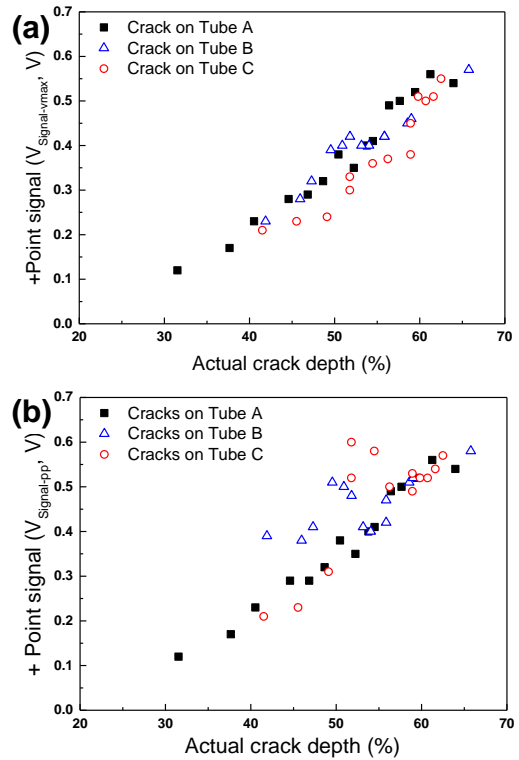 (a)
Crack on Tube A
Crack on Tube B
Crack on Tube C
+Point signal (VSignal-vmax, V)
0.7
0.6
0.5
0.4
0.3
0.2
0.1
0.0
20 30 40 50 60 70
Actual crack depth (%)
(b)
Cracks on Tube A
Cracks on Tube B
Cracks on Tube C
+ Point signal (VSignal-pp, V)
0.7
0.6
0.5
0.4
0.3
0.2
0.1
0.0
20 30 40 50 60 70
Actual crack depth (%)